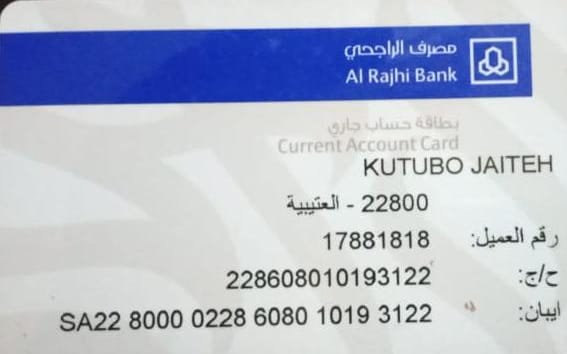 مصرف الراجحي
Al Rajhi Bank
بطاقة حساب جاري
Current Account Card
KUTUBO JAITEH
22800 - العتيبية
رقم العميل: 17881818
ح/ج: 228608010193122
ايبان: SA22 8000 0228 6080 1019 3122